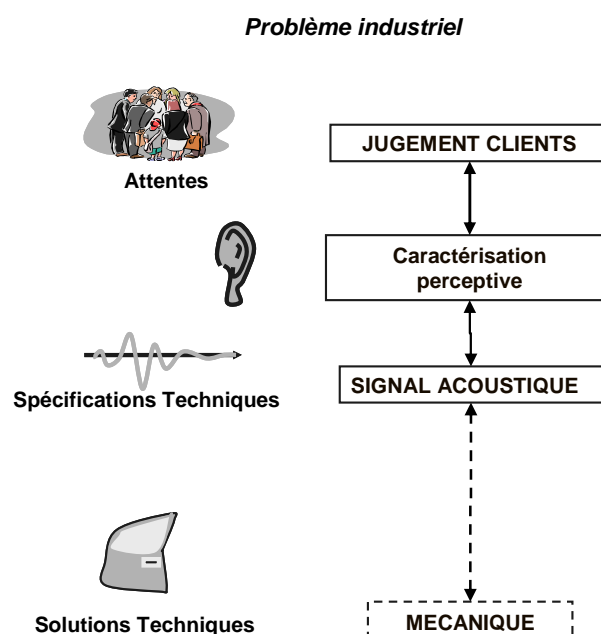 Problème industriel
JUGEMENT CLIENTS
Attentes
Caractérisation
perceptive
SIGNAL ACOUSTIQUE
Spécifications Techniques
Solutions Techniques
MECANIQUE